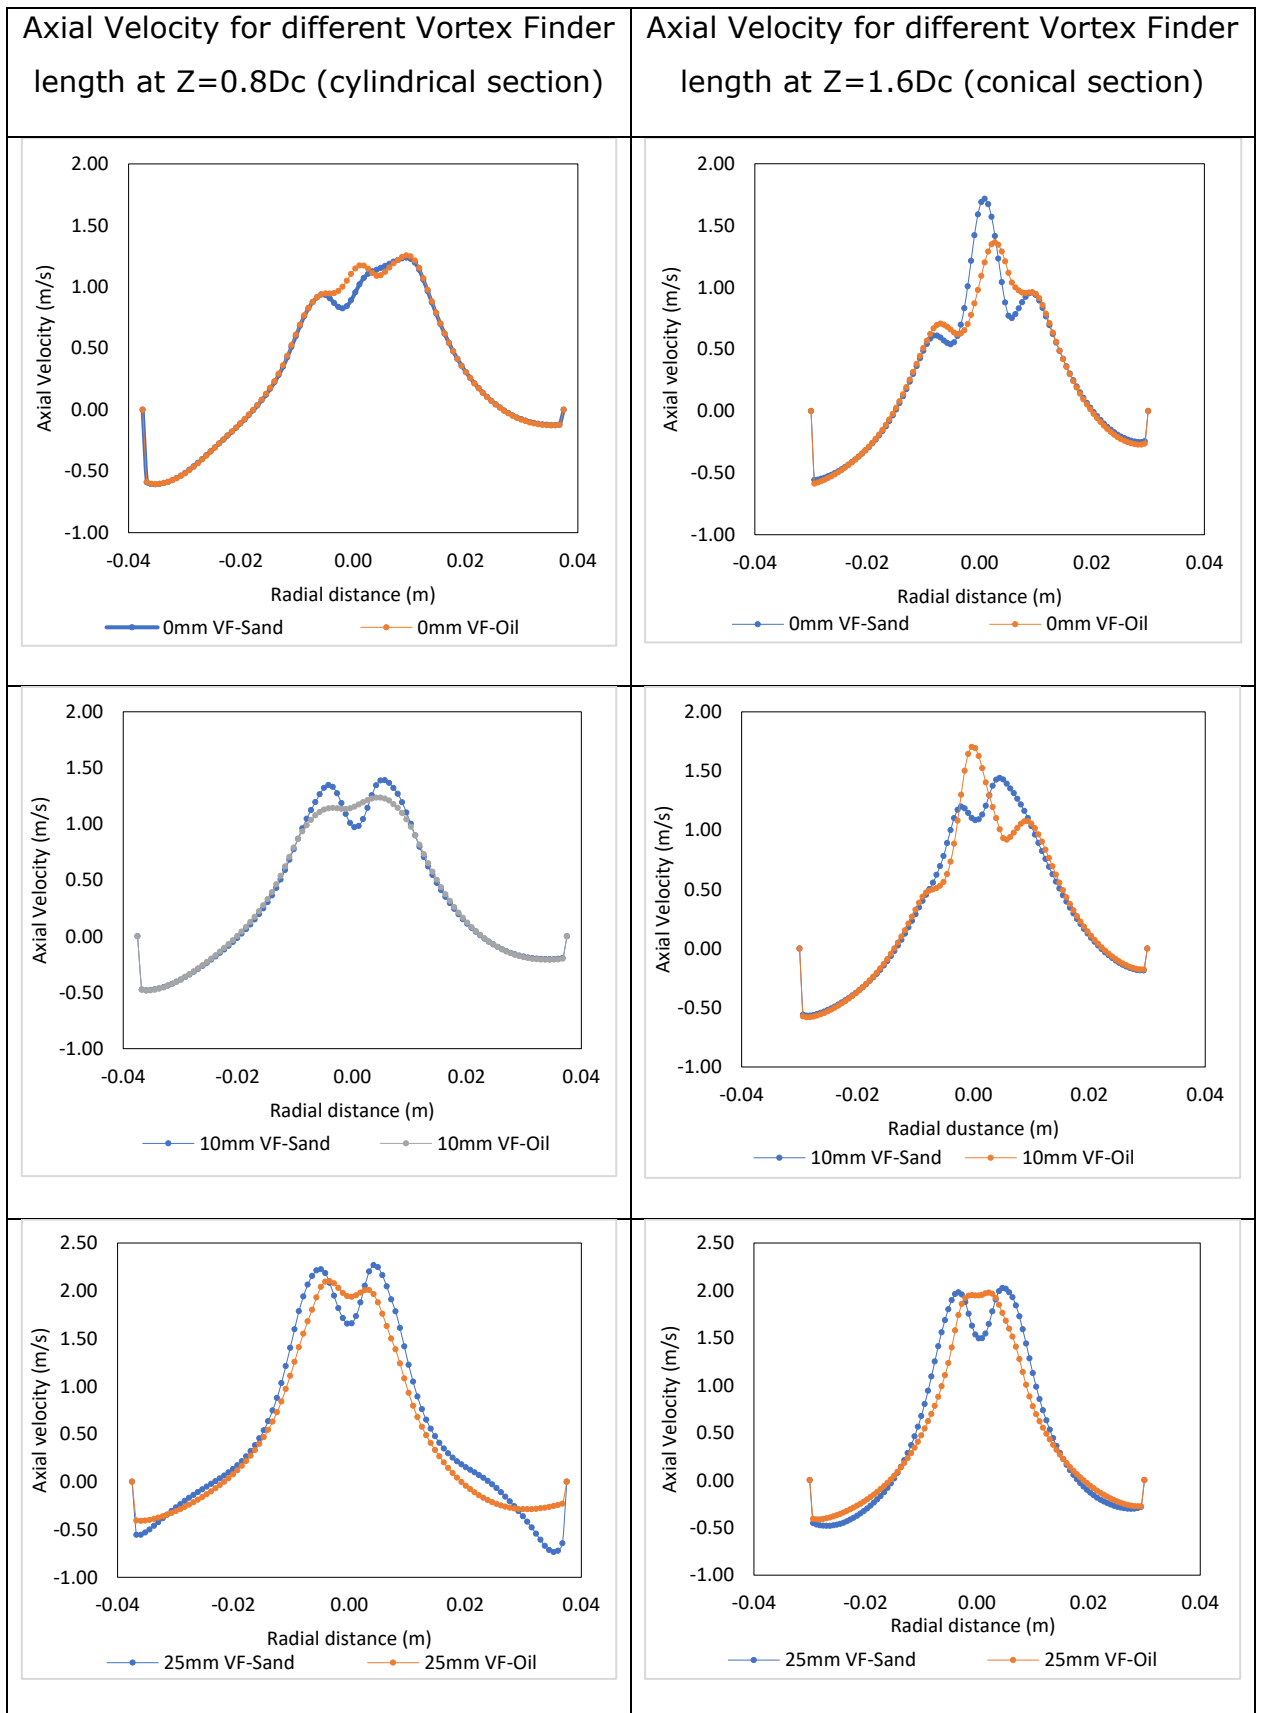 Axial Velocity for different Vortex Finder
length at Z=0.8Dc (cylindrical section)
Axial Velocity for different Vortex Finder
length at Z=1.6Dc (conical section)
2.00
1.50
1.00
0.50
0.00
-0.50
-1.00
Axial Velocity (m/s)
-0.04 -0.02 0.00 0.02 0.04
Radial distance (m)
0mm VF-Sand 0mm VF-Oil
2.00
1.50
1.00
0.50
0.00
-0.50
-1.00
Axial velocity (m/s)
-0.04 -0.02 0.00 0.02 0.04
Radial distance (m)
0mm VF-Sand 0mm VF-Oil
2.00
1.50
1.00
0.50
0.00
-0.50
-1.00
Axial Velocity (m/s)
-0.04 -0.02 0.00 0.02 0.04
Radial distance (m)
10mm VF-Sand 10mm VF-Oil
2.00
1.50
1.00
0.50
0.00
-0.50
-1.00
Axial Velocity (m/s)
-0.04 -0.02 0.00 0.02 0.04
Radial dustance (m)
10mm VF-Sand 10mm VF-Oil
2.50
2.00
1.50
1.00
0.50
0.00
-0.50
-1.00
Axial velocity (m/s)
-0.04 -0.02 0.00 0.02 0.04
Radial distance (m)
25mm VF-Sand 25mm VF-Oil
2.50
2.00
1.50
1.00
0.50
0.00
-0.50
-1.00
Axial Velocity (m/s)
-0.04 -0.02 0.00 0.02 0.04
Radial distance (m)
25mm VF-Sand 25mm VF-Oil